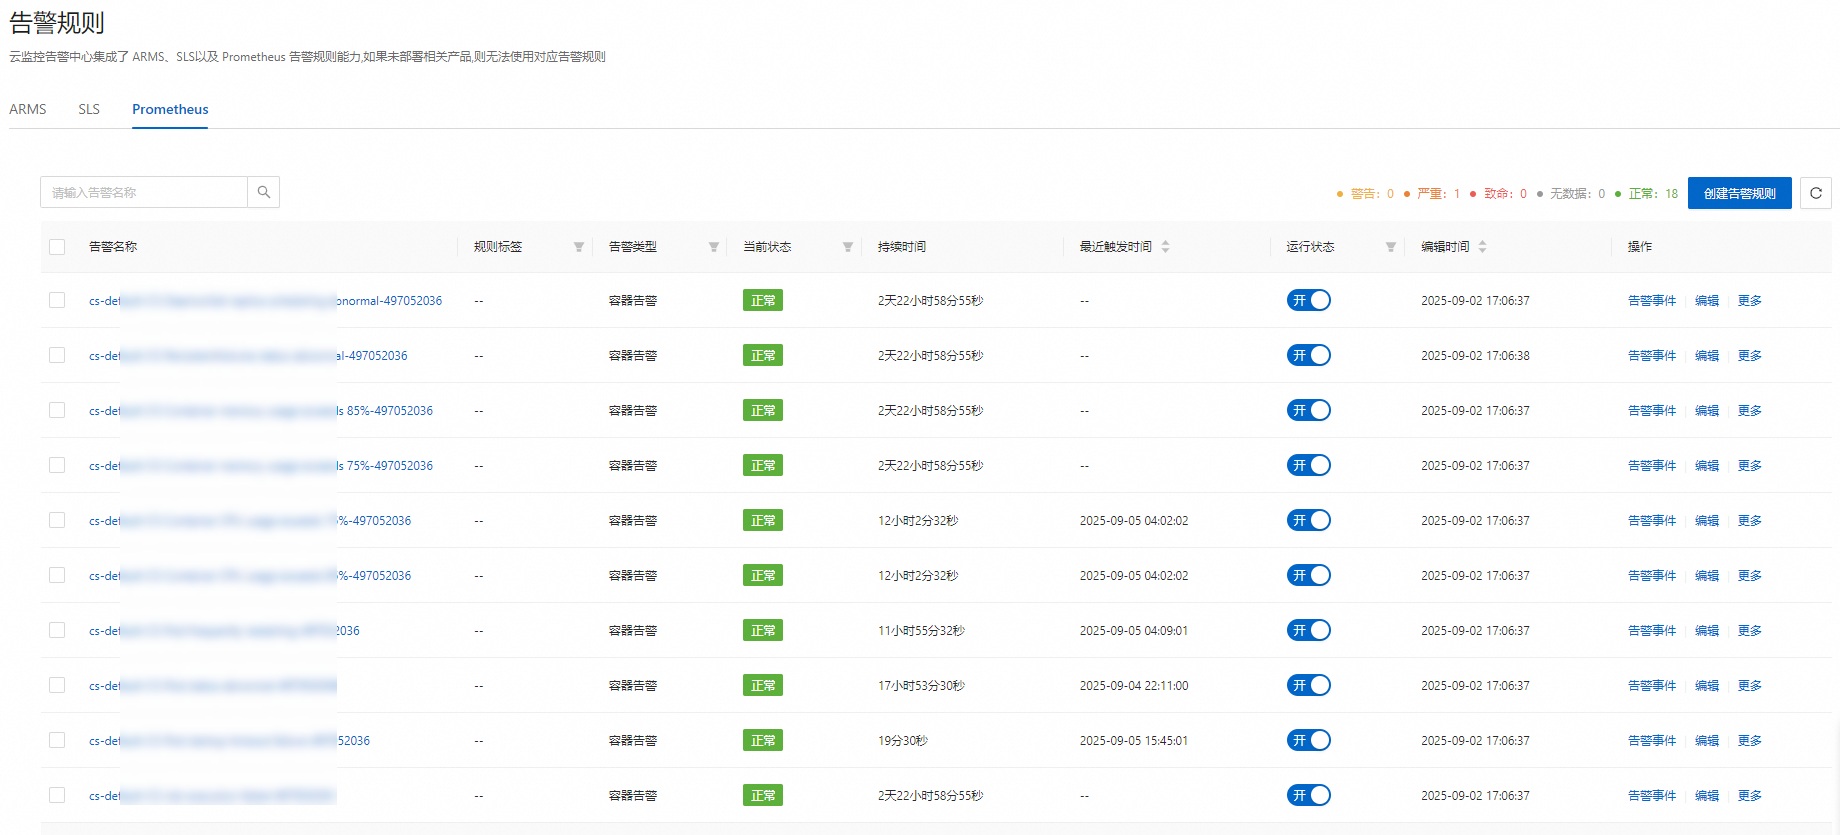 告警规则
云监控告警中心集成了 ARMS、SLS以及 Prometheus 告警规则能力,如果未部署相关产品,则无法使用对应告警规则
ARMS SLS Prometheus
请输入告警名称 警告: 0 严重: 1 致命: 0 无数据: 0 正常: 18 创建告警规则
告警名称 规则标签 告警类型 当前状态 持续时间 最近触发时间 运行状态 编辑时间 操作
cs-def bnormal-497052036 -- 容器告警 正常 2天22小时58分55秒 -- 开 2025-09-02 17:06:37 告警事件 编辑 更多
cs-def al-497052036 -- 容器告警 正常 2天22小时58分55秒 -- 开 2025-09-02 17:06:38 告警事件 编辑 更多
cs-def ds 85%-497052036 -- 容器告警 正常 2天22小时58分55秒 -- 开 2025-09-02 17:06:37 告警事件 编辑 更多
cs-def ds 75%-497052036 -- 容器告警 正常 2天22小时58分55秒 -- 开 2025-09-02 17:06:37 告警事件 编辑 更多
cs-def %-497052036 -- 容器告警 正常 12小时2分32秒 2025-09-05 04:02:02 开 2025-09-02 17:06:37 告警事件 编辑 更多
cs-def %-497052036 -- 容器告警 正常 12小时2分32秒 2025-09-05 04:02:02 开 2025-09-02 17:06:37 告警事件 编辑 更多
cs-def 2036 -- 容器告警 正常 11小时55分32秒 2025-09-05 04:09:01 开 2025-09-02 17:06:37 告警事件 编辑 更多
cs-def -- 容器告警 正常 17小时53分30秒 2025-09-04 22:11:00 开 2025-09-02 17:06:37 告警事件 编辑 更多
cs-def 52036 -- 容器告警 正常 19分30秒 2025-09-05 15:45:01 开 2025-09-02 17:06:37 告警事件 编辑 更多
cs-def -- 容器告警 正常 2天22小时58分55秒 -- 开 2025-09-02 17:06:37 告警事件 编辑 更多